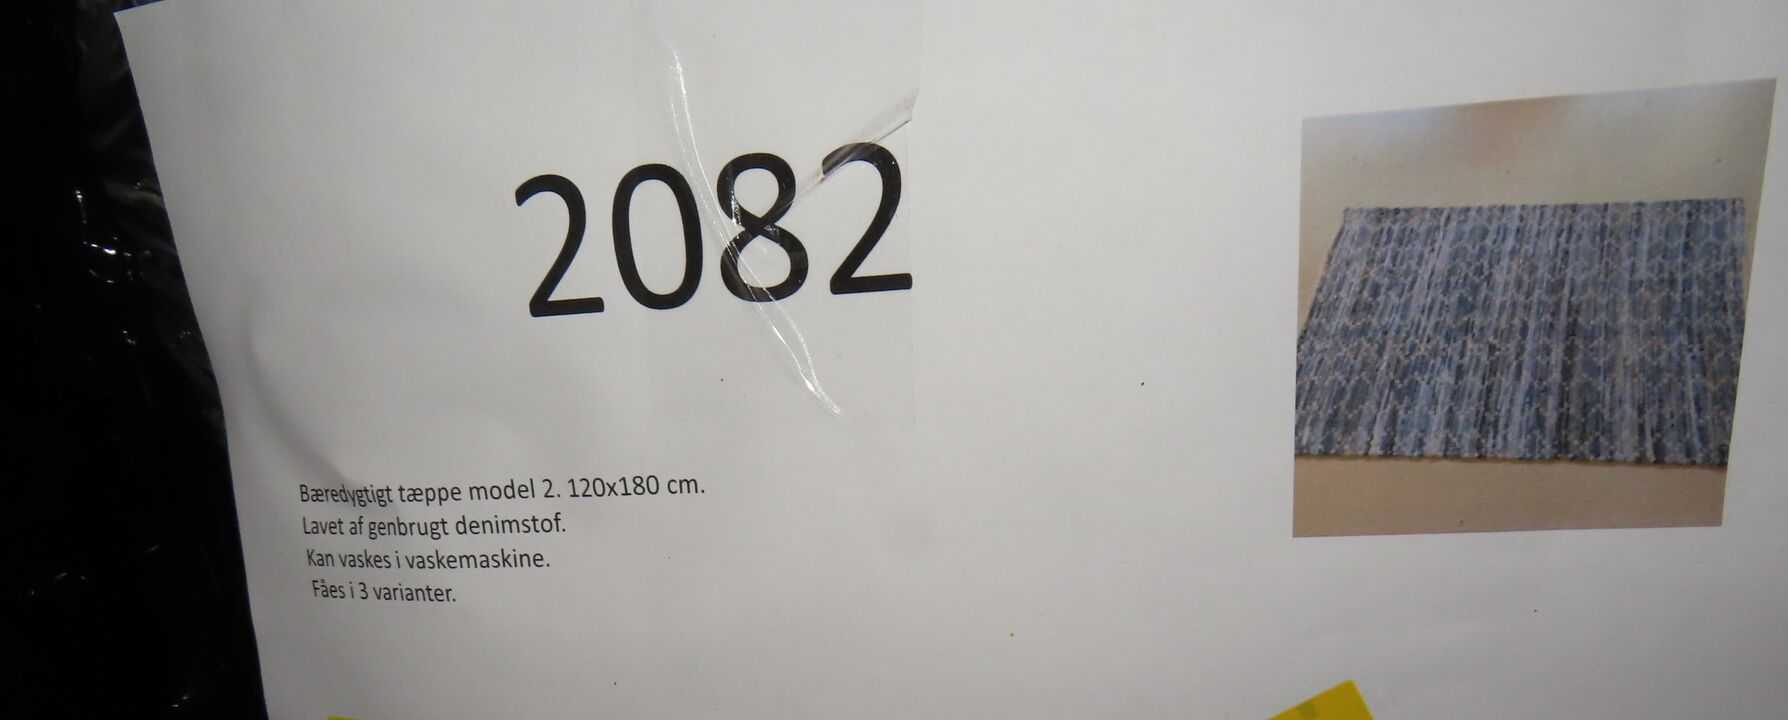 2082
Bæredygtigt tæppe model 2. 120x180 cm.
Lavet af genbrugt denimstof.
Kan vaskes i vaskemaskine.
Fåes i 3 varianter.